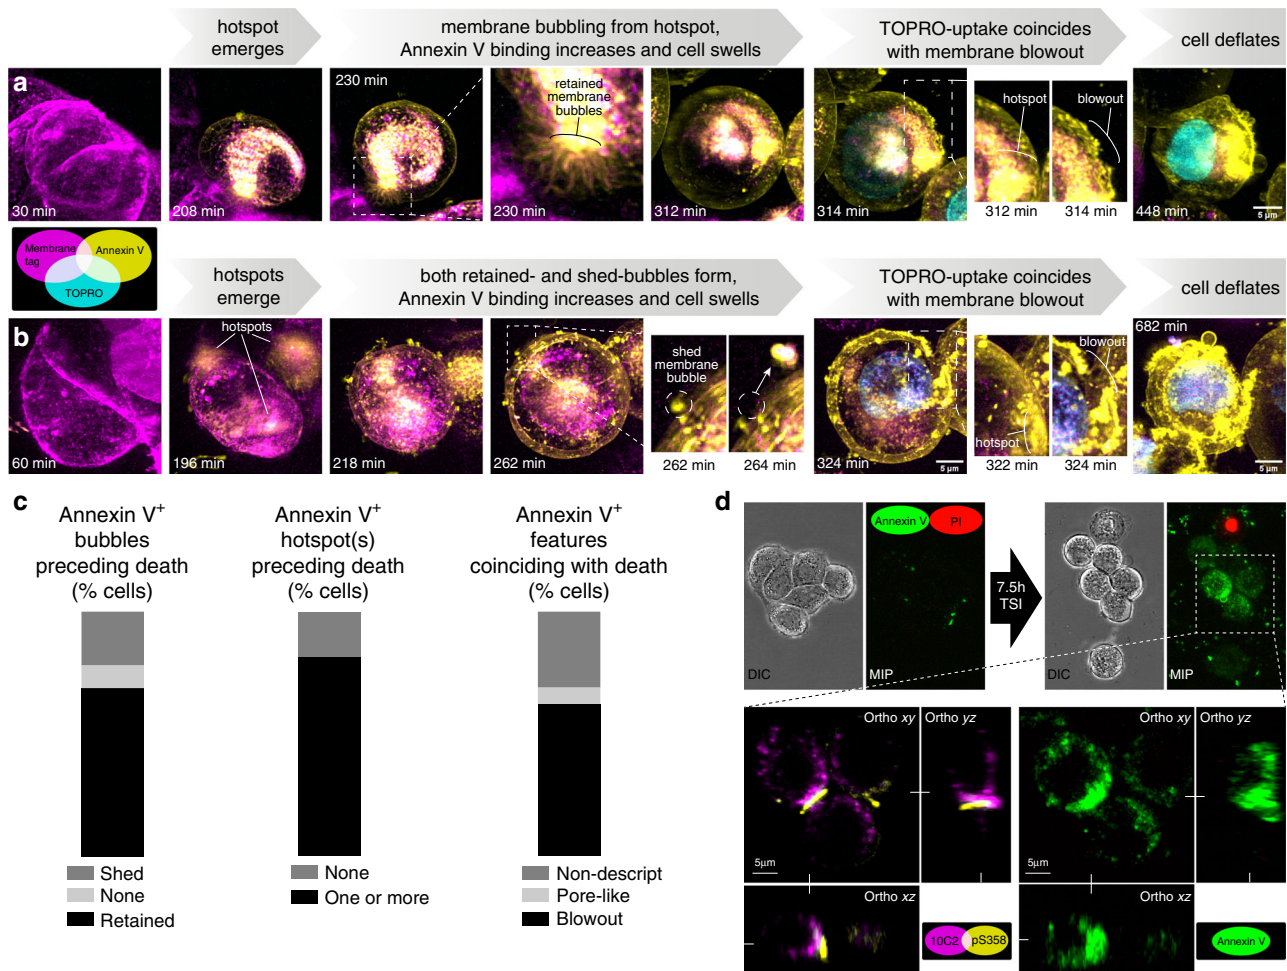 hotspot
emerges
membrane bubbling from hotspot,
Annexin V binding increases and cell swells
TOPRO-uptake coincides
with membrane blowout
cell deflates
a
30 min
208 min
230 min
retained
membrane
bubbles
230 min
312 min
314 min
hotspot
312 min
blowout
314 min
448 min
5 µm
Membrane
tag
Annexin V
TOPRO
hotspots
emerge
both retained- and shed-bubbles form,
Annexin V binding increases and cell swells
TOPRO-uptake coincides
with membrane blowout
cell deflates
b
60 min
hotspots
196 min
218 min
262 min
shed
membrane
bubble
262 min
264 min
324 min
5 µm
hotspot
322 min
blowout
324 min
682 min
5 µm
c
Annexin V+
bubbles
preceding death
(% cells)
Shed
None
Retained
Annexin V+
hotspot(s)
preceding death
(% cells)
None
One or more
Annexin V+
features
coinciding with death
(% cells)
Non-descript
Pore-like
Blowout
d
DIC
Annexin V
PI
MIP
7.5h
TSI
DIC
MIP
Ortho xy
5µm
Ortho yz
Ortho xz
10C2
pS358
Ortho xy
5µm
Ortho yz
Ortho xz
Annexin V